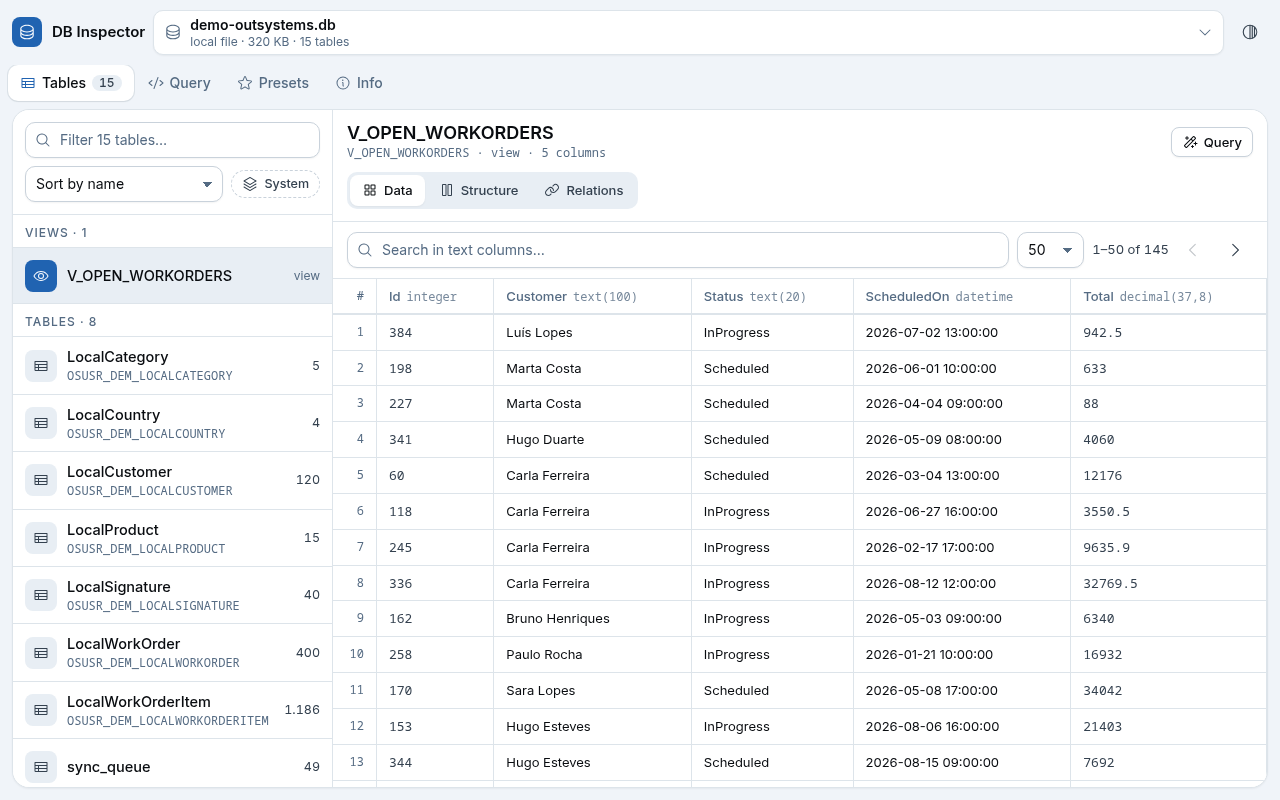 DB Inspector
demo-outsystems.db
local file · 320 KB · 15 tables
Tables 15
Query
Presets
Info
Filter 15 tables...
Sort by name
System
VIEWS · 1
V_OPEN_WORKORDERS view
TABLES · 8
LocalCategory
OSUSR_DEM_LOCALCATEGORY
5
LocalCountry
OSUSR_DEM_LOCALCOUNTRY
4
LocalCustomer
OSUSR_DEM_LOCALCUSTOMER
120
LocalProduct
OSUSR_DEM_LOCALPRODUCT
15
LocalSignature
OSUSR_DEM_LOCALSIGNATURE
40
LocalWorkOrder
OSUSR_DEM_LOCALWORKORDER
400
LocalWorkOrderItem
OSUSR_DEM_LOCALWORKORDERITEM
1.186
sync_queue 49
V_OPEN_WORKORDERS
V_OPEN_WORKORDERS · view · 5 columns
Query
Data
Structure
Relations
Search in text columns...
50
1–50 of 145
# Id integer Customer text(100) Status text(20) ScheduledOn datetime Total decimal(37,8)
1 384 Luís Lopes InProgress 2026-07-02 13:00:00 942.5
2 198 Marta Costa Scheduled 2026-06-01 10:00:00 633
3 227 Marta Costa Scheduled 2026-04-04 09:00:00 88
4 341 Hugo Duarte Scheduled 2026-05-09 08:00:00 4060
5 60 Carla Ferreira Scheduled 2026-03-04 13:00:00 12176
6 118 Carla Ferreira InProgress 2026-06-27 16:00:00 3550.5
7 245 Carla Ferreira InProgress 2026-02-17 17:00:00 9635.9
8 336 Carla Ferreira InProgress 2026-08-12 12:00:00 32769.5
9 162 Bruno Henriques InProgress 2026-05-03 09:00:00 6340
10 258 Paulo Rocha InProgress 2026-01-21 10:00:00 16932
11 170 Sara Lopes Scheduled 2026-05-08 17:00:00 34042
12 153 Hugo Esteves InProgress 2026-08-06 16:00:00 21403
13 344 Hugo Esteves Scheduled 2026-08-15 09:00:00 7692